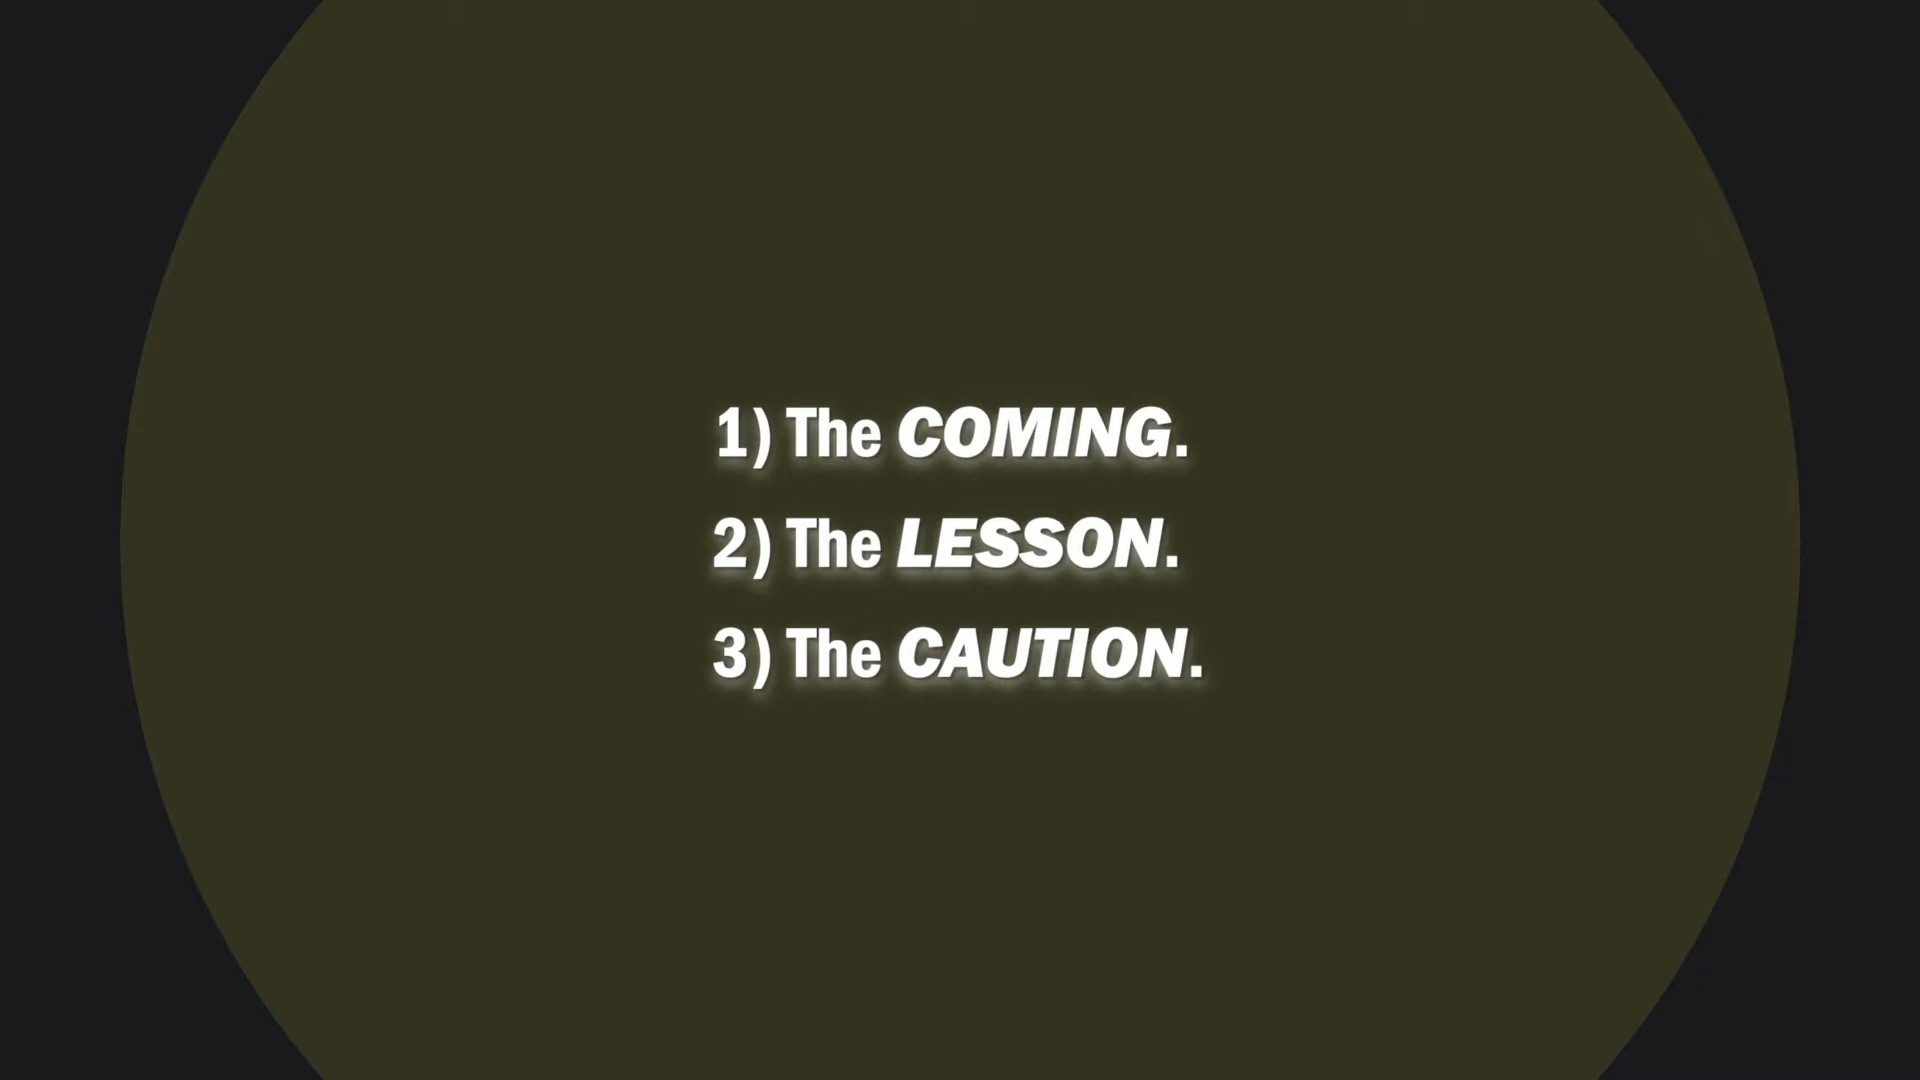 1) The COMING.
2) The LESSON.
3) The CAUTION.